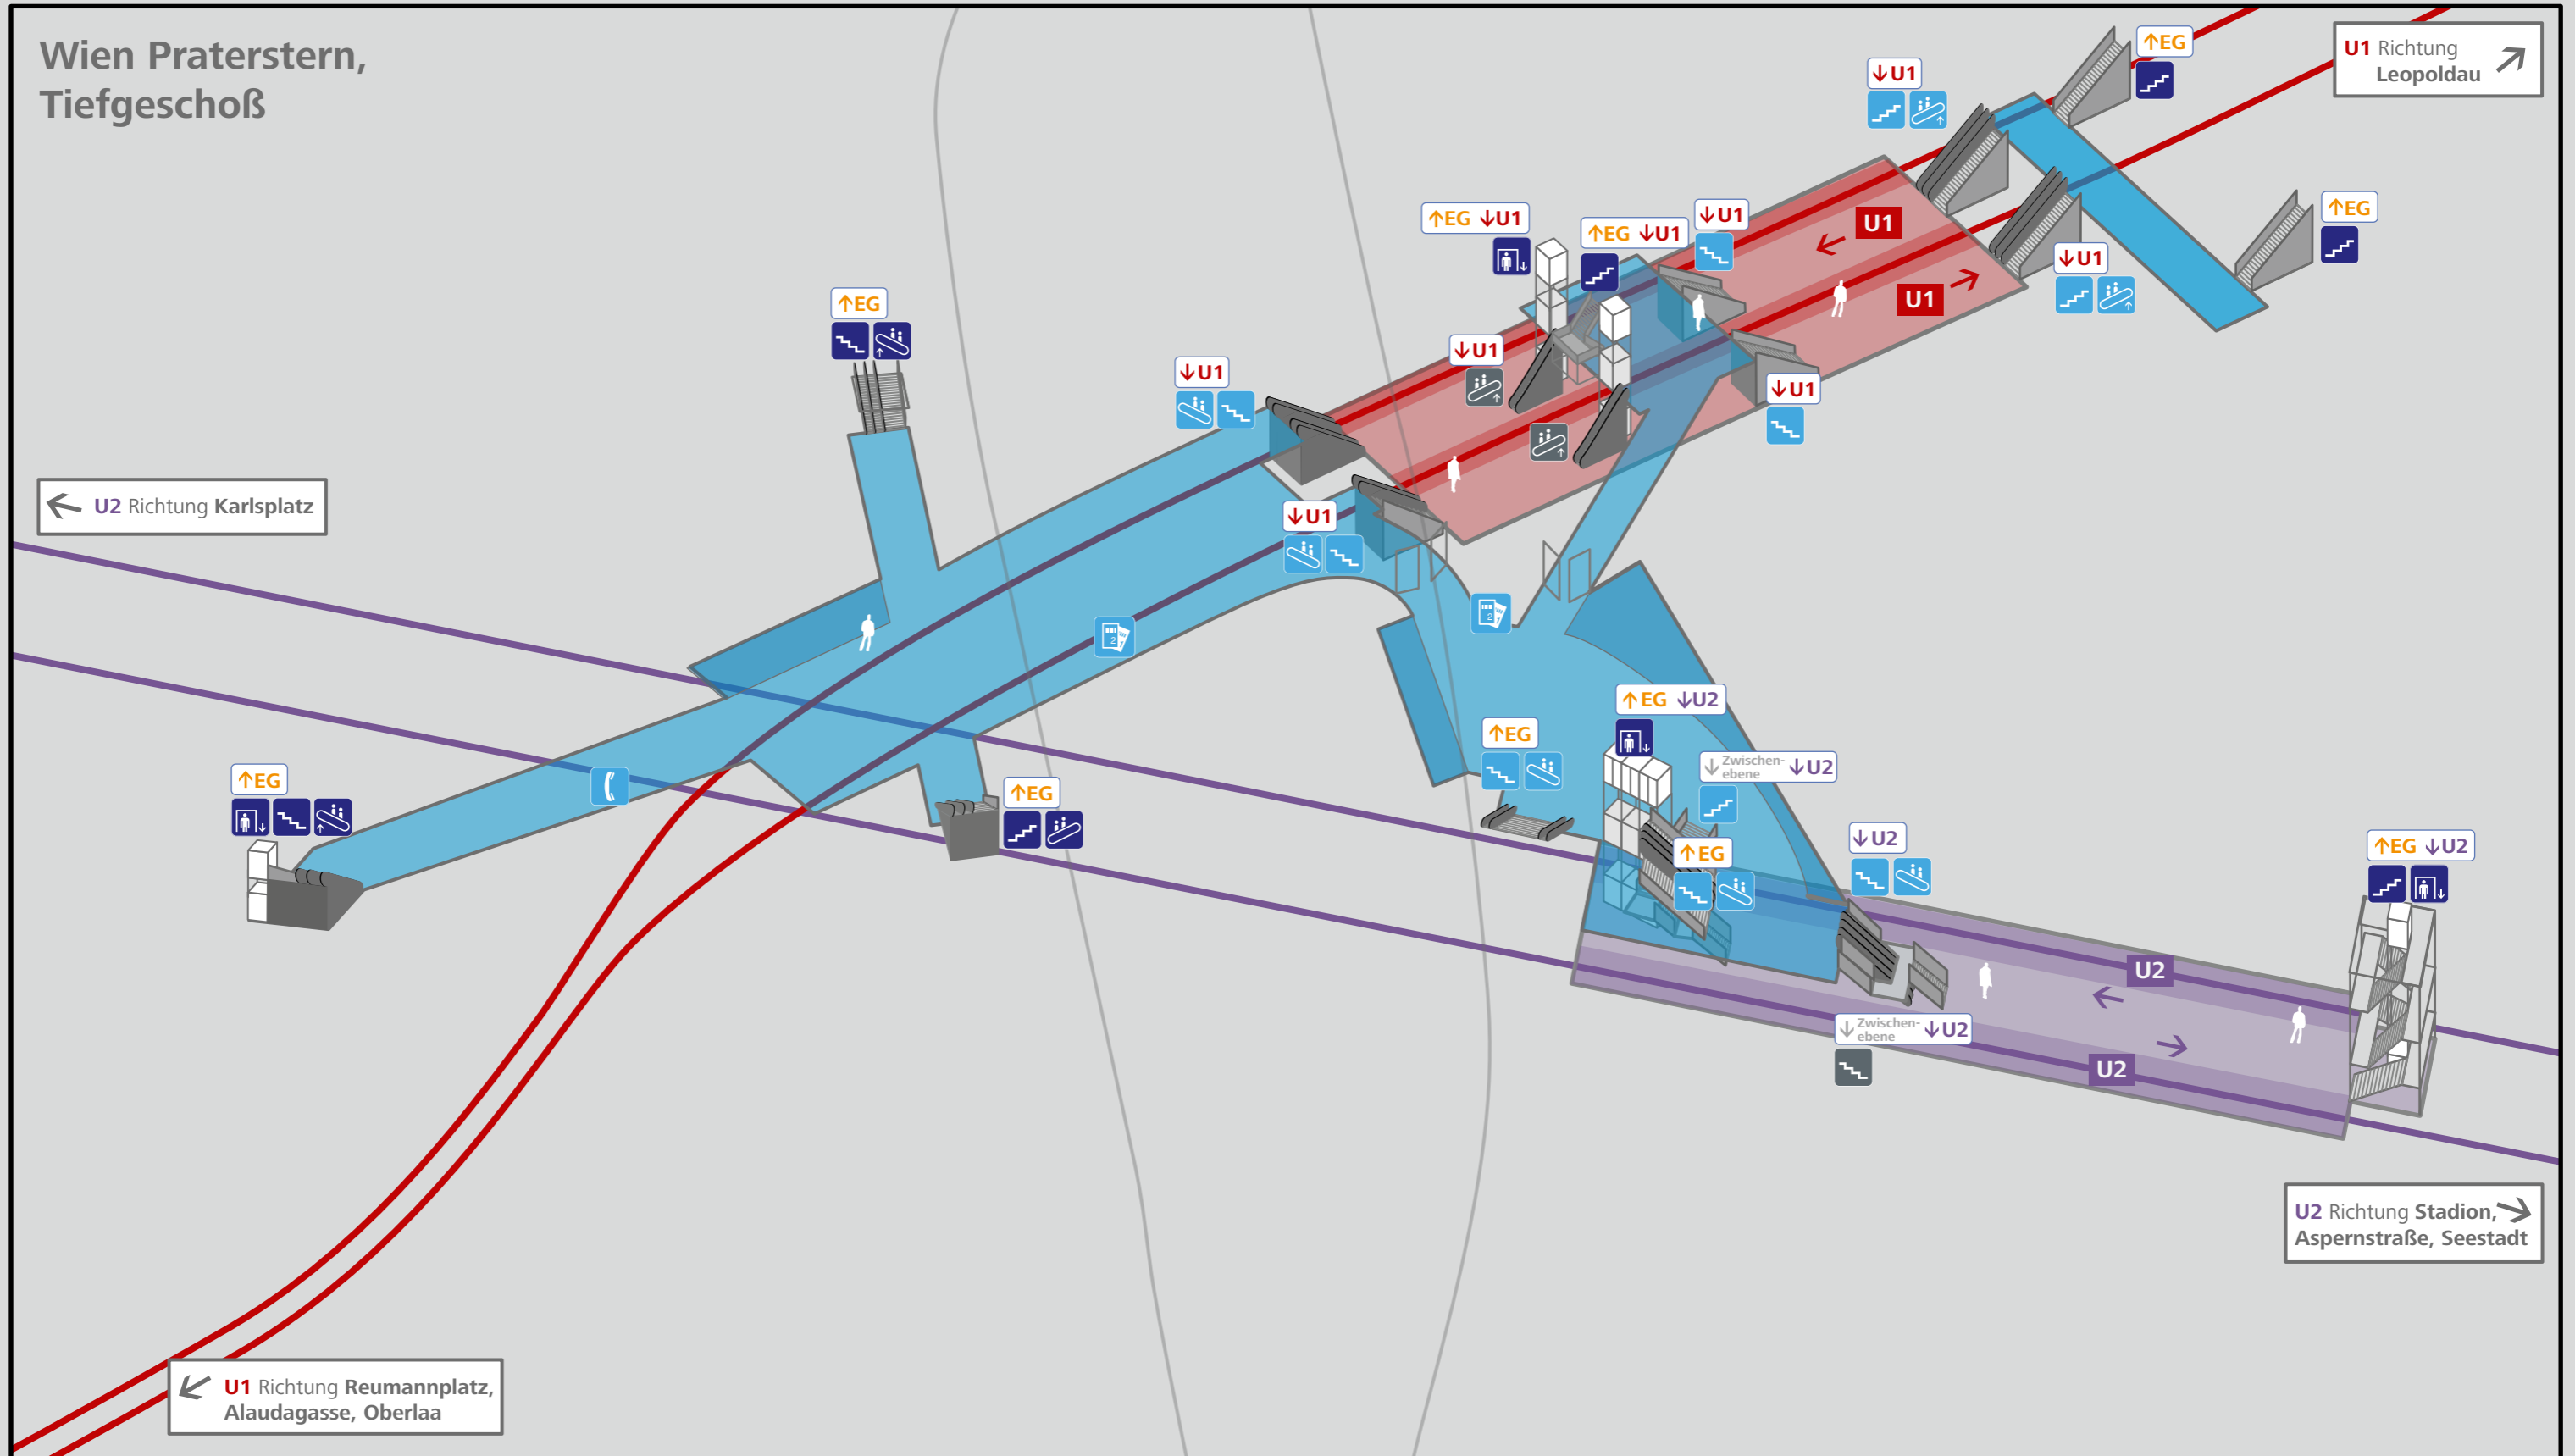 Wien Praterstern,
Tiefgeschoß
↑EG
U1 Richtung
Leopoldau
↓U1
↑EG
↑EG ↓U1
↑EG ↓U1
↓U1
U1
U1
↓U1
↑EG
↓U1
↓U1
↓U1
U2 Richtung Karlsplatz
↓U1
2
2
↑EG ↓U2
↑EG
↓ Zwischen-
ebene ↓U2
↑EG
↑EG
↑EG
↓U2
↑EG ↓U2
U2
↓ Zwischen-
ebene ↓U2
U2
U2 Richtung Stadion,
Aspernstraße, Seestadt
U1 Richtung Reumannplatz,
Alaudagasse, Oberlaa